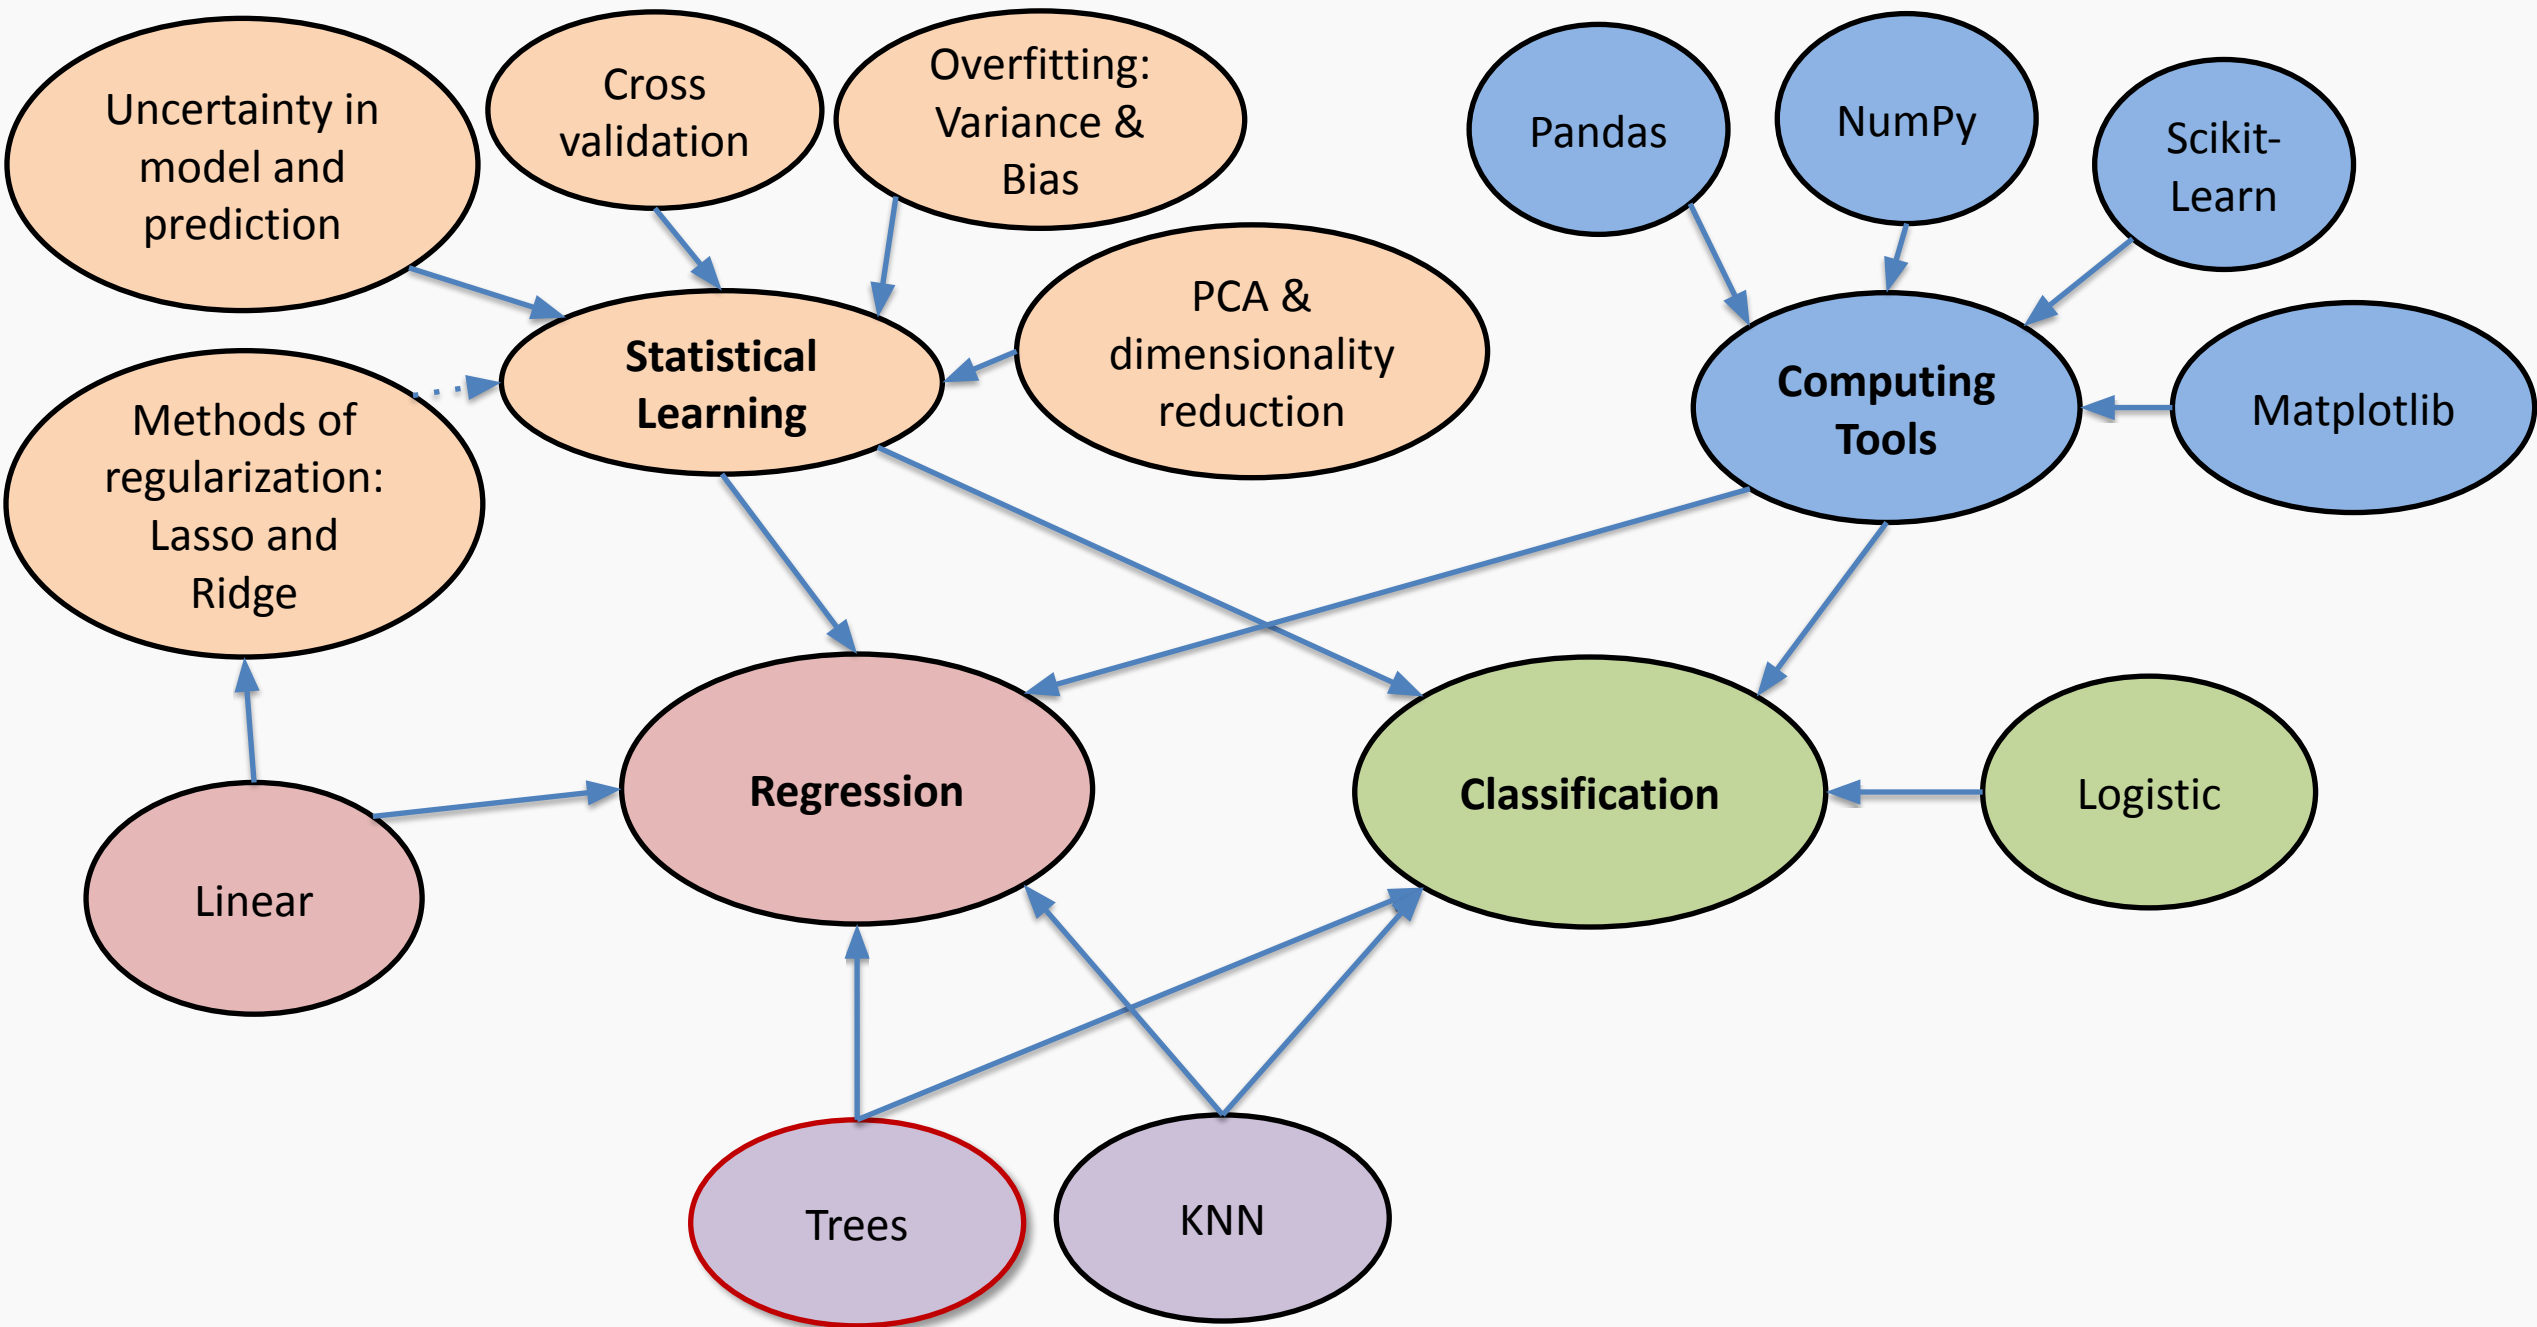 Uncertainty in
model and
prediction
Cross
validation
Overfitting:
Variance &
Bias
Pandas
NumPy
Scikit-
Learn
PCA &
dimensionality
reduction
Statistical
Learning
Computing
Tools
Matplotlib
Methods of
regularization:
Lasso and
Ridge
Regression
Classification
Logistic
Linear
Trees
KNN